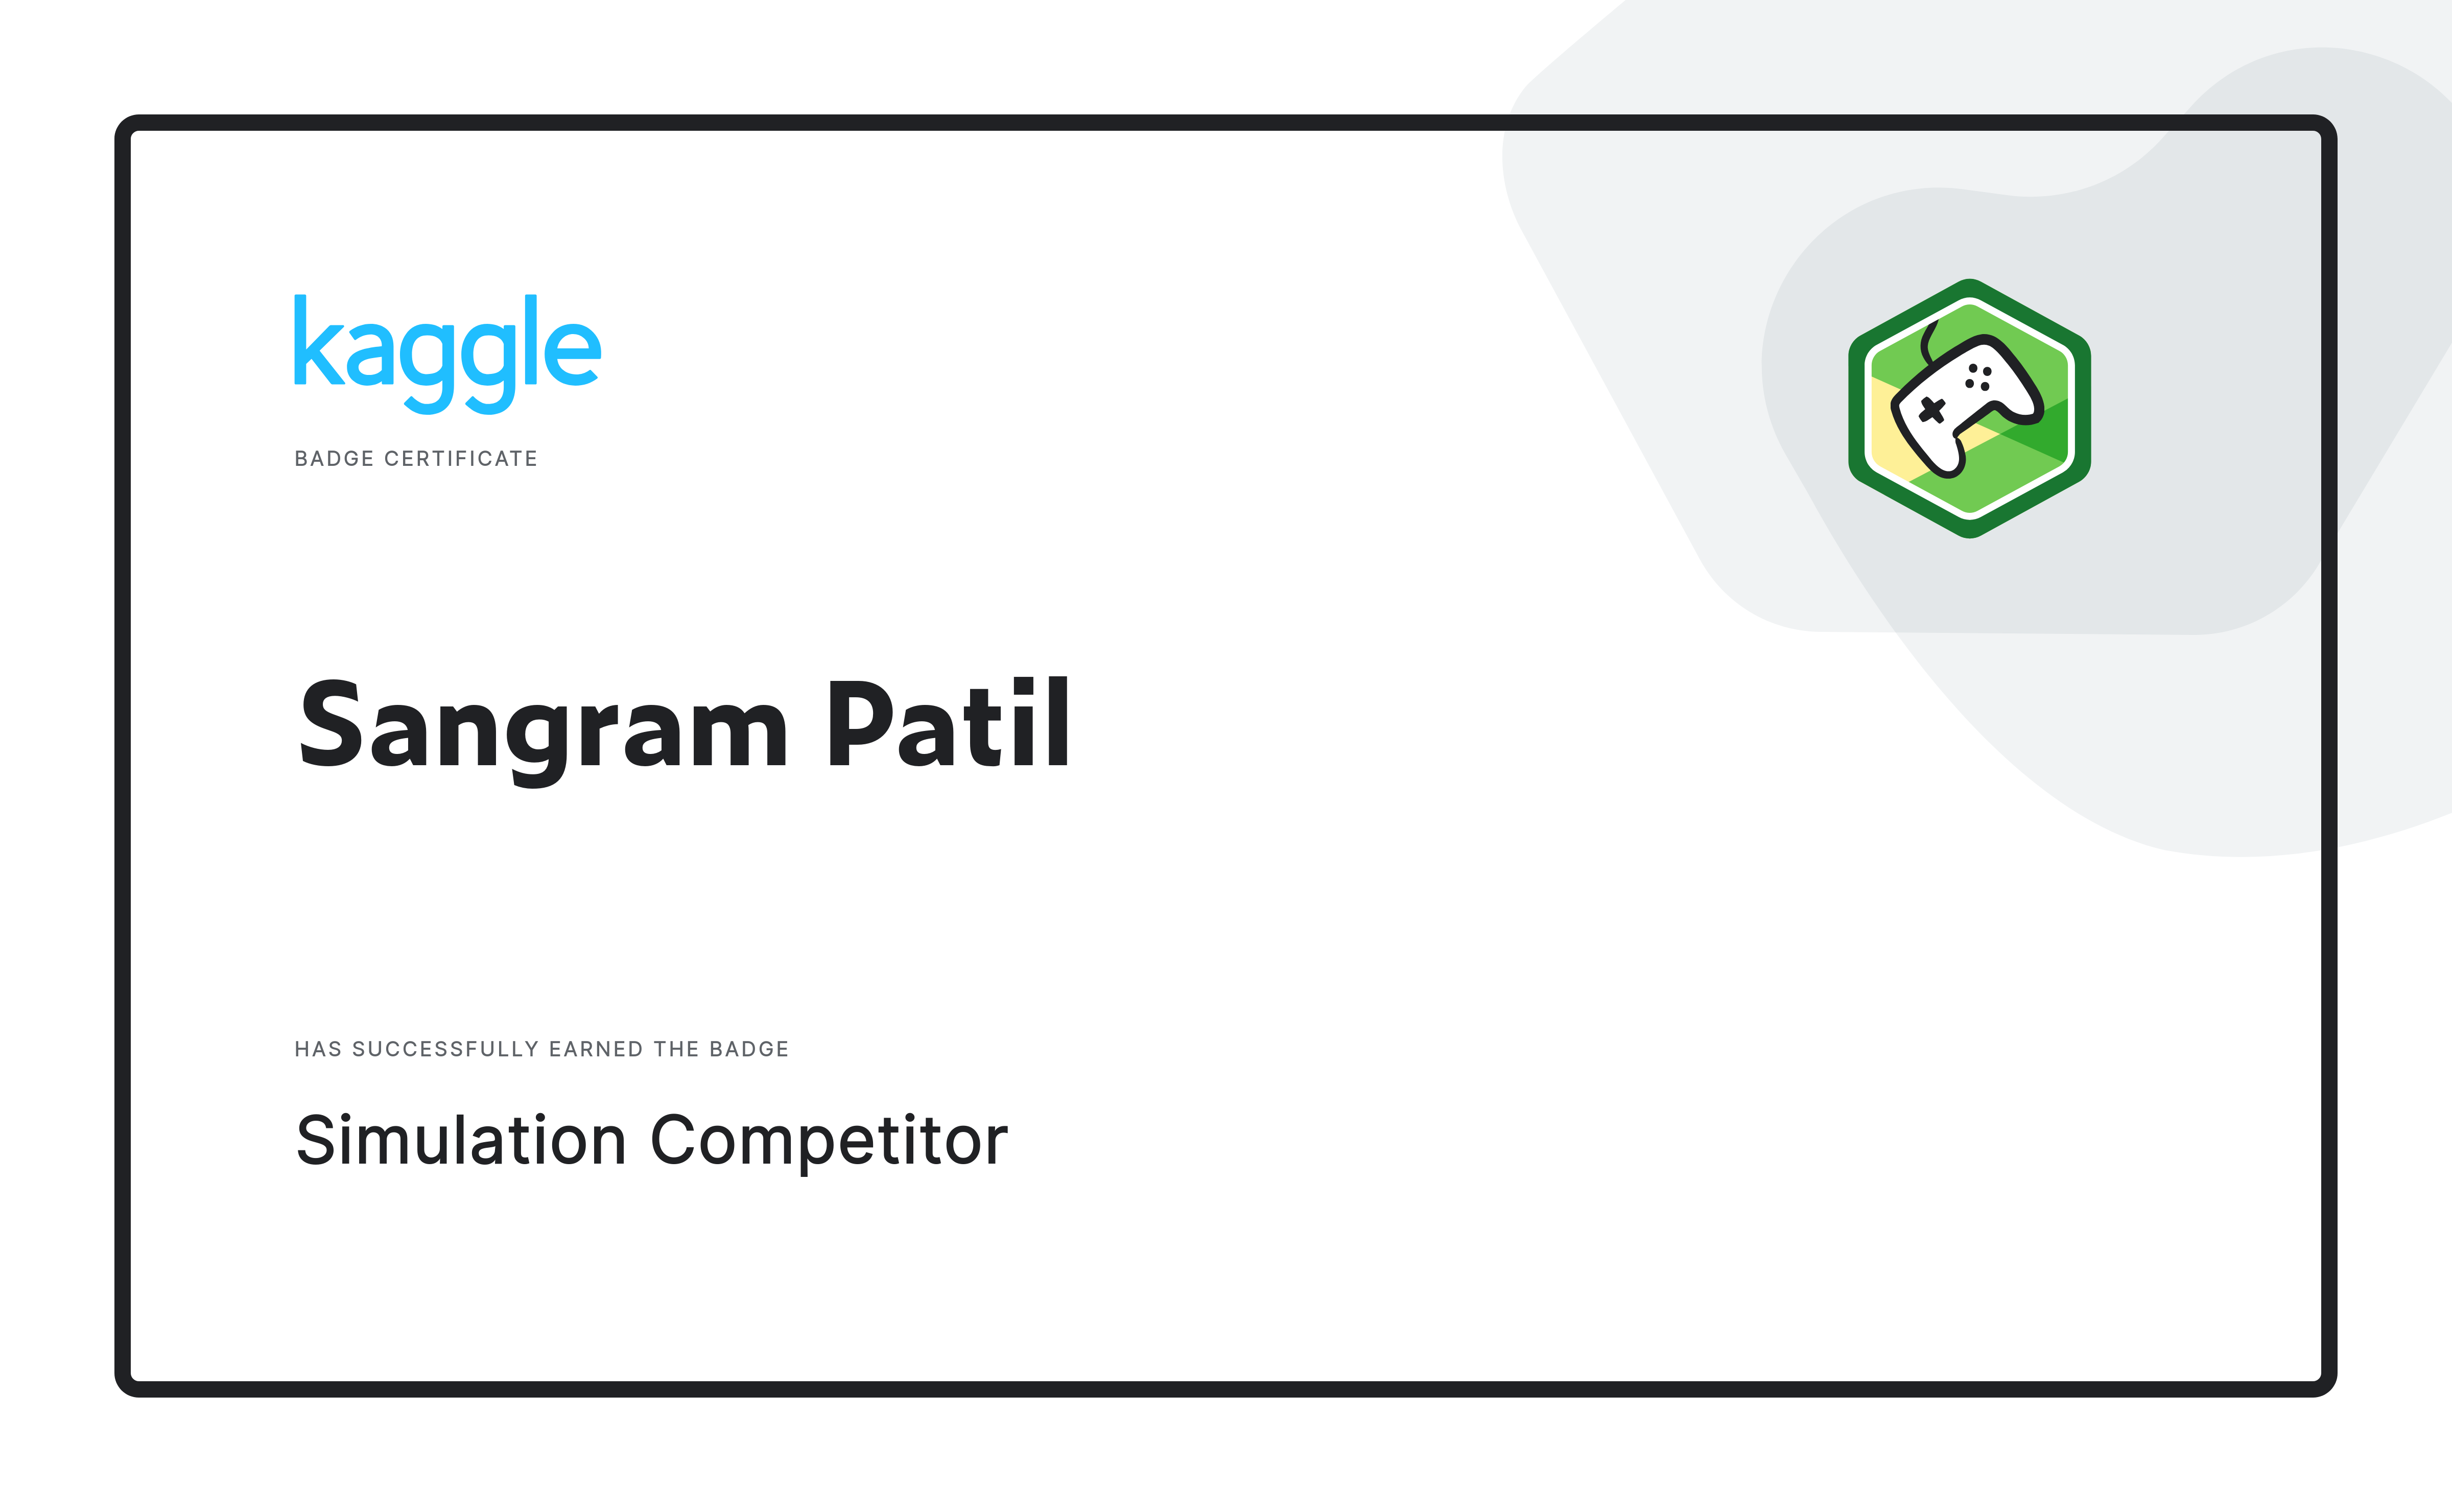 kaggle
BADGE CERTIFICATE
Sangram Patil
HAS SUCCESSFULLY EARNED THE BADGE
Simulation Competitor